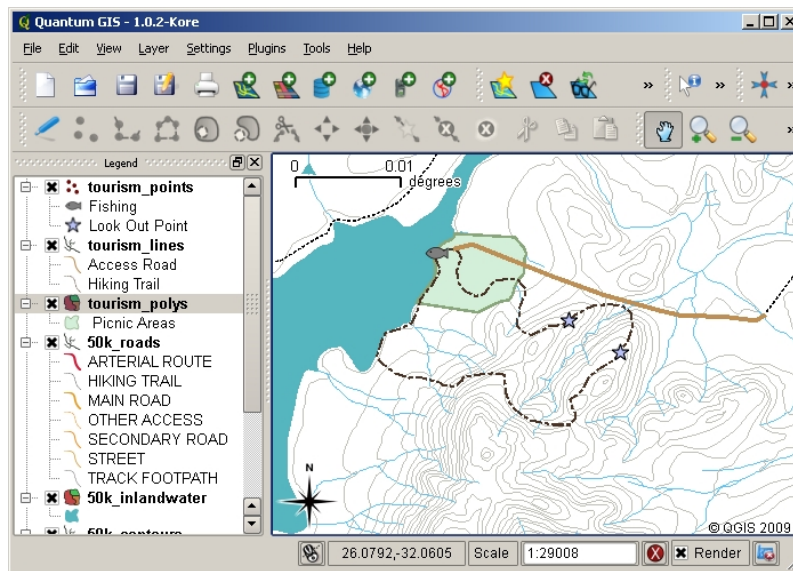 Quantum GIS - 1.0.2-Kore
File Edit View Layer Settings Plugins Tools Help
Legend
tourism_points
Fishing
Look Out Point
tourism_lines
Access Road
Hiking Trail
tourism_polys
Picnic Areas
50k_roads
ARTERIAL ROUTE
HIKING TRAIL
MAIN ROAD
OTHER ACCESS
SECONDARY ROAD
STREET
TRACK FOOTPATH
50k_inlandwater
50k_contours
0 0.01
dégrees
N
© QGIS 2009
26.0792,-32.0605 Scale 1:29008 Render